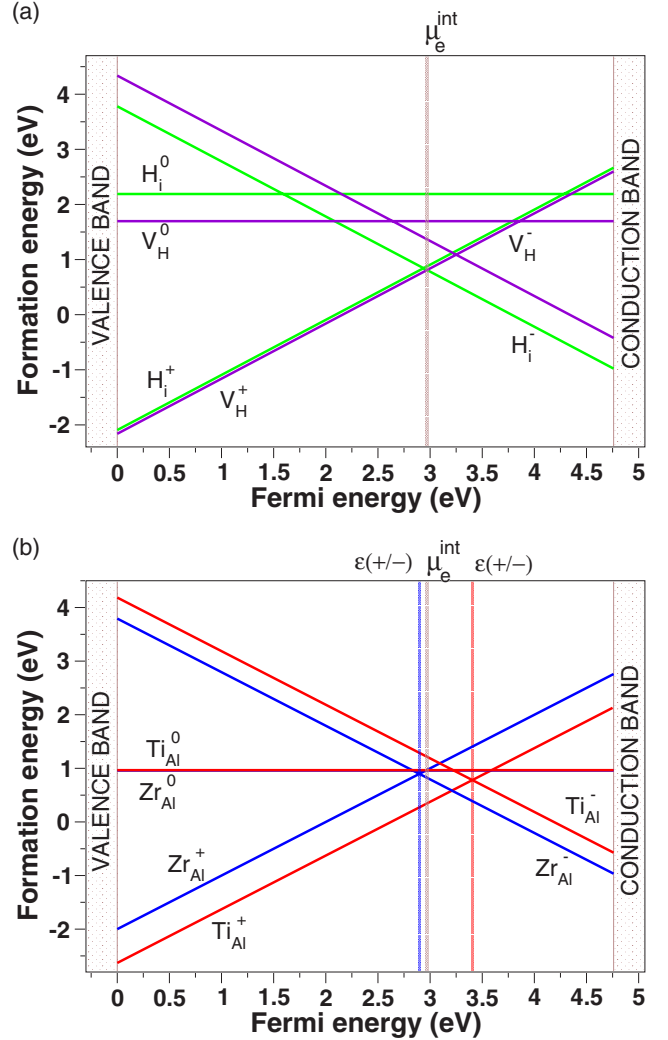 (a)
μ_e^int
Formation energy (eV)
4
3
2
1
0
-1
-2
VALENCE BAND
CONDUCTION BAND
H_i^0
V_H^0
V_H^-
H_i^-
H_i^+
V_H^+
0 0.5 1 1.5 2 2.5 3 3.5 4 4.5 5
Fermi energy (eV)
(b)
ε(+/−) μ_e^int ε(+/−)
Formation energy (eV)
4
3
2
1
0
-1
-2
VALENCE BAND
CONDUCTION BAND
Ti_Al^0
Zr_Al^0
Ti_Al^-
Zr_Al^+
Zr_Al^-
Ti_Al^+
0 0.5 1 1.5 2 2.5 3 3.5 4 4.5 5
Fermi energy (eV)